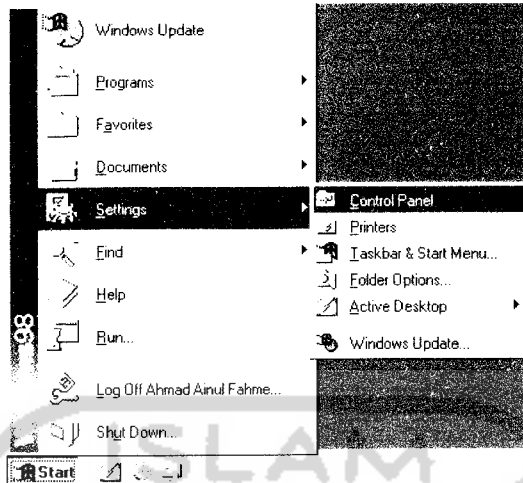 Windows Update
Programs
Favorites
Documents
Settings
Find
Help
Run...
Log Off Ahmad Ainul Fahme...
Shut Down...
Control Panel
Printers
Taskbar & Start Menu...
Folder Options...
Active Desktop
Windows Update...
98
Start
ISLAM